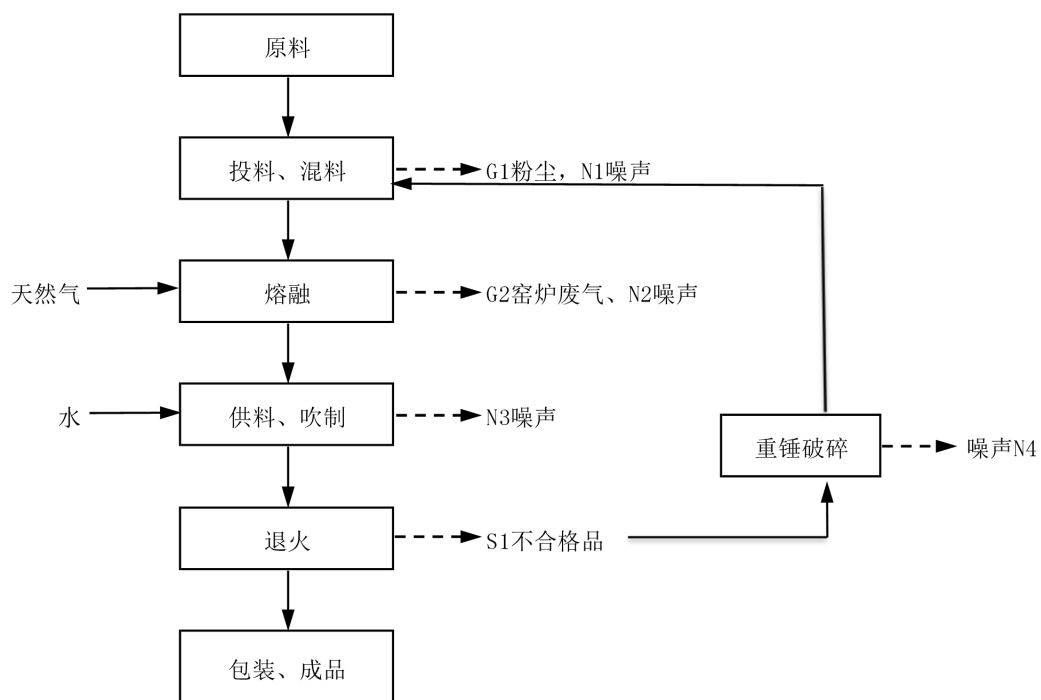 原料
投料、混料
G1粉尘，N1噪声
天然气
熔融
G2窑炉废气、N2噪声
水
供料、吹制
N3噪声
重锤破碎
噪声N4
退火
S1不合格品
包装、成品